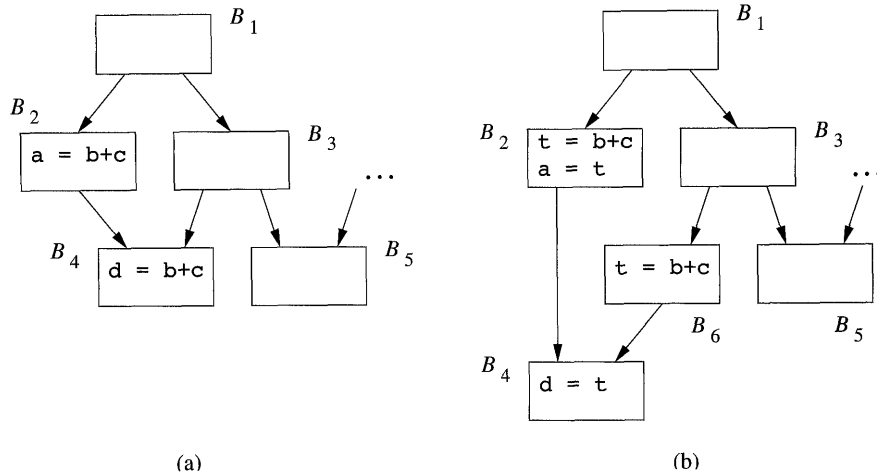 B1
B2
a = b+c
B3
...
B4
d = b+c
B5
(a)
B1
B2
t = b+c
a = t
B3
...
t = b+c
B6
B5
B4
d = t
(b)